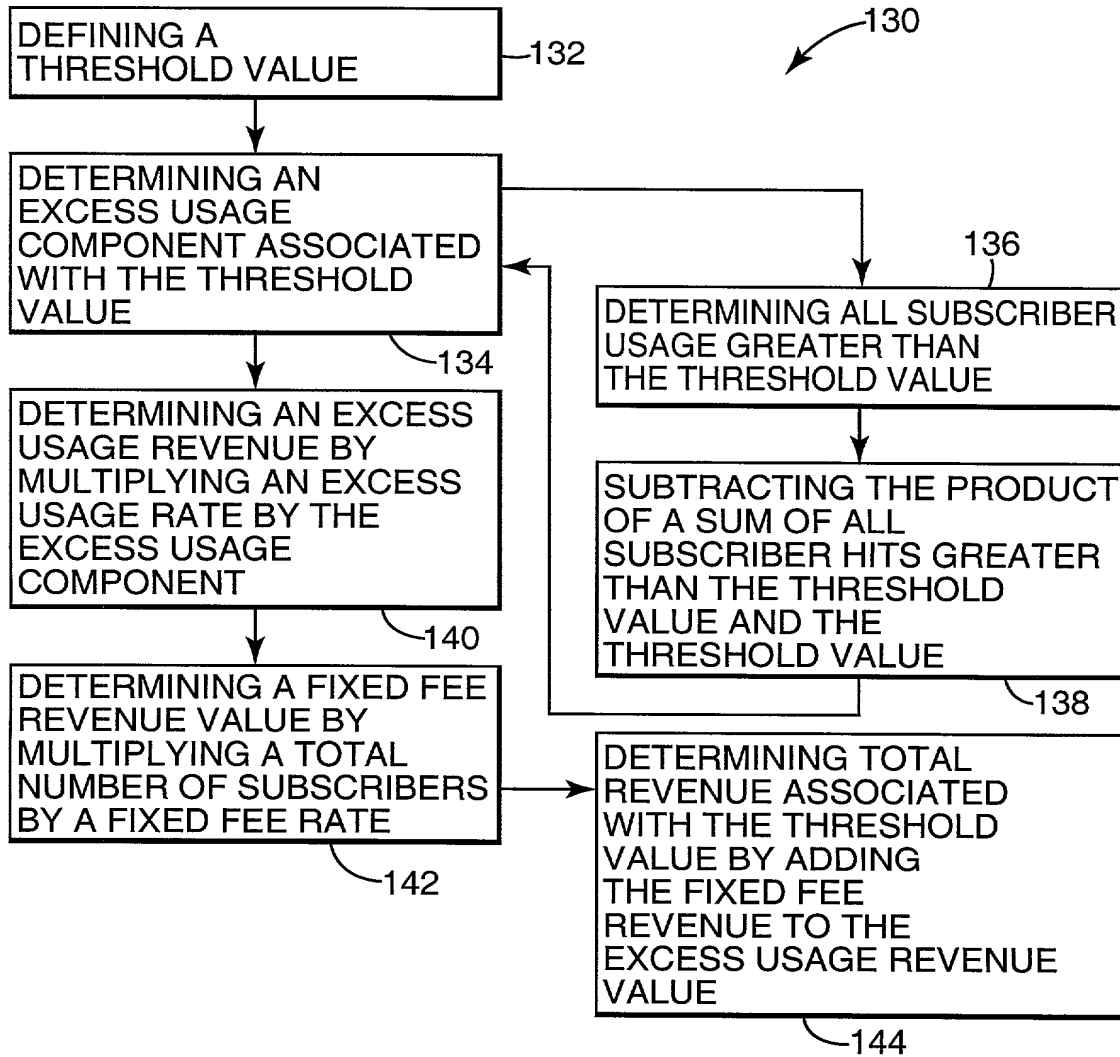 130
DEFINING A
THRESHOLD VALUE
132
DETERMINING AN
EXCESS USAGE
COMPONENT ASSOCIATED
WITH THE THRESHOLD
VALUE
134
136
DETERMINING ALL SUBSCRIBER
USAGE GREATER THAN
THE THRESHOLD VALUE
SUBTRACTING THE PRODUCT
OF A SUM OF ALL
SUBSCRIBER HITS GREATER
THAN THE THRESHOLD
VALUE AND THE
THRESHOLD VALUE
138
DETERMINING AN EXCESS
USAGE REVENUE BY
MULTIPLYING AN EXCESS
USAGE RATE BY THE
EXCESS USAGE
COMPONENT
140
DETERMINING A FIXED FEE
REVENUE VALUE BY
MULTIPLYING A TOTAL
NUMBER OF SUBSCRIBERS
BY A FIXED FEE RATE
142
DETERMINING TOTAL
REVENUE ASSOCIATED
WITH THE THRESHOLD
VALUE BY ADDING
THE FIXED FEE
REVENUE TO THE
EXCESS USAGE REVENUE
VALUE
144